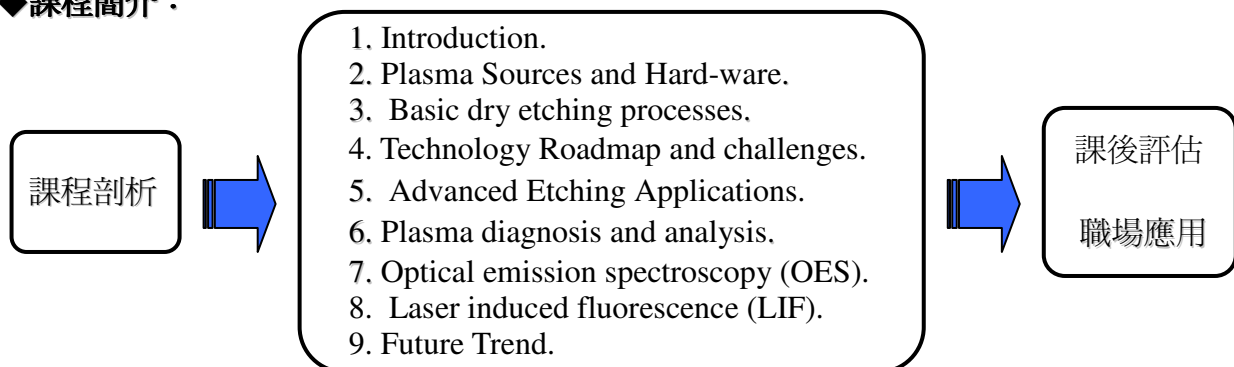 ◆課程簡介：
課程剖析
1. Introduction.
2. Plasma Sources and Hard-ware.
3. Basic dry etching processes.
4. Technology Roadmap and challenges.
5. Advanced Etching Applications.
6. Plasma diagnosis and analysis.
7. Optical emission spectroscopy (OES).
8. Laser induced fluorescence (LIF).
9. Future Trend.
課後評估
職場應用